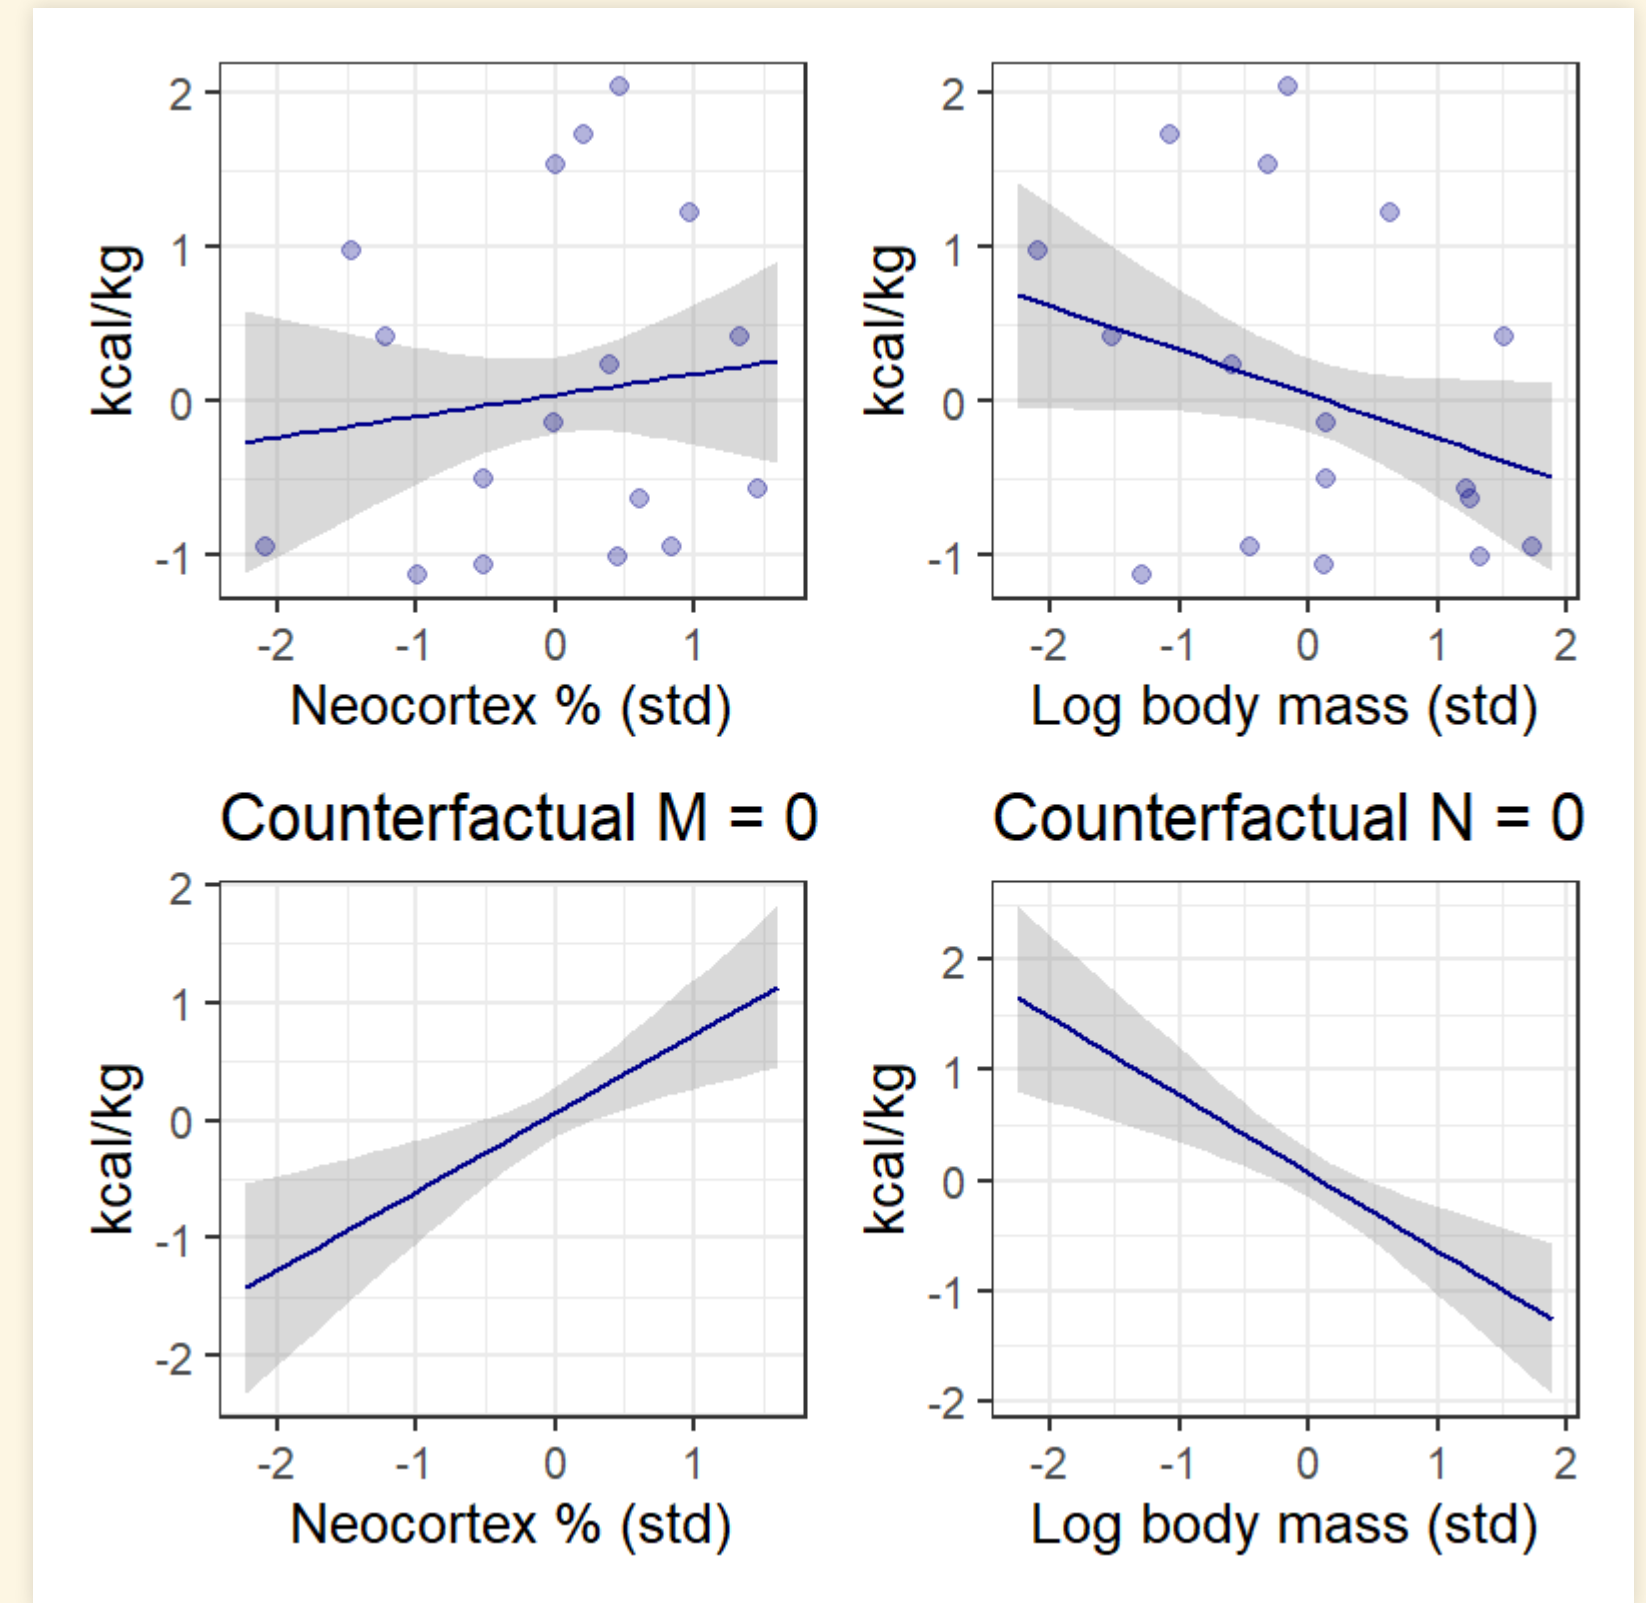 kcal/kg
2
1
0
-1
-2 -1 0 1
Neocortex % (std)
kcal/kg
2
1
0
-1
-2 -1 0 1 2
Log body mass (std)
Counterfactual M = 0
kcal/kg
2
1
0
-1
-2
-2 -1 0 1
Neocortex % (std)
Counterfactual N = 0
kcal/kg
2
1
0
-1
-2
-2 -1 0 1 2
Log body mass (std)